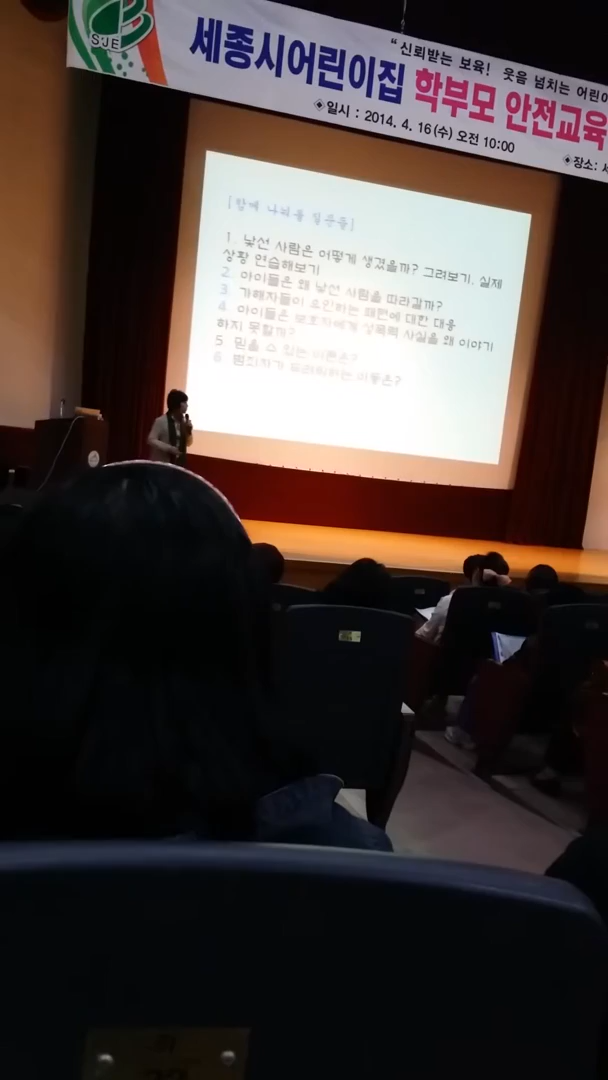 SJE
"신뢰받는 보육! 웃음 넘치는 어린이
세종시어린이집 학부모 안전교육
◈일시 : 2014. 4. 16(수) 오전 10:00
◈장소: 세
[함께 나눠볼 질문들]
1. 낯선 사람은 어떻게 생겼을까? 그려보기, 실제
상황 연습해보기
2. 아이들은 왜 낯선 사람을 따라갈까?
3. 가해자들이 유인하는 패턴에 대한 대응
4. 아이들은 보호자에게 성폭력 사실을 왜 이야기
하지 못할까?
5. 믿을 수 있는 어른은?
6. 범죄자가 두려워하는 아동은?